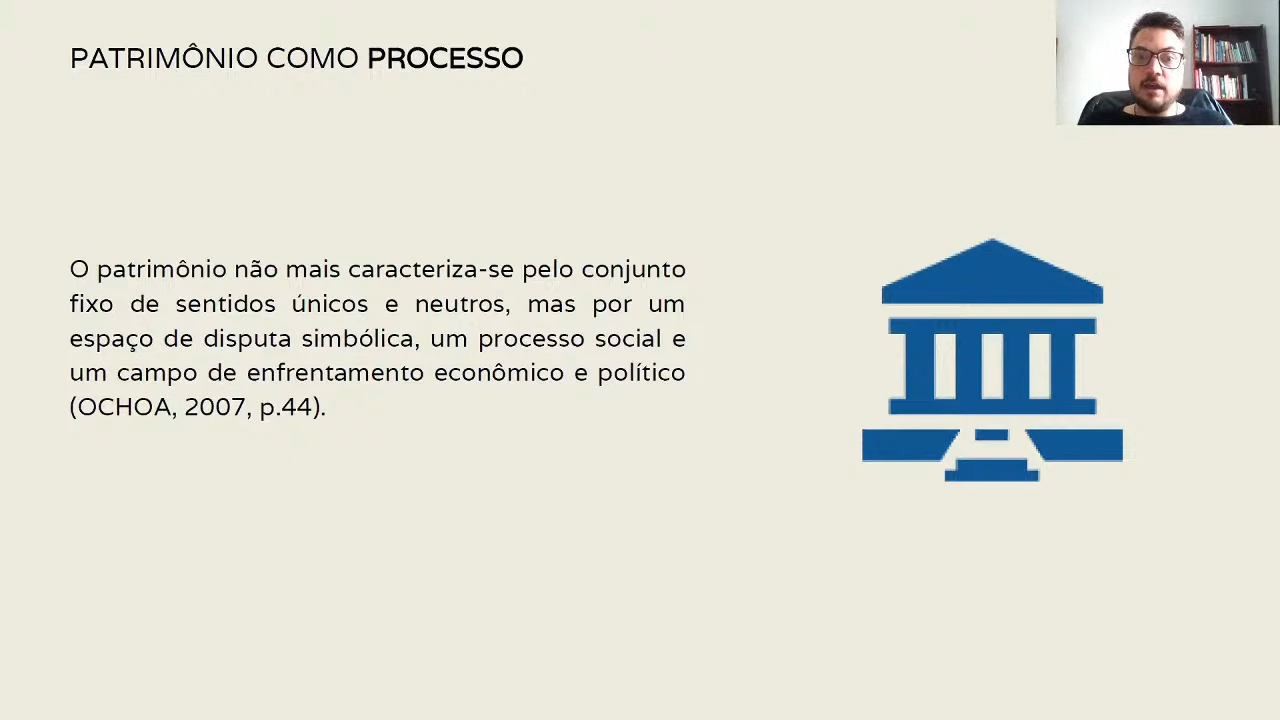 PATRIMÔNIO COMO PROCESSO
O patrimônio não mais caracteriza-se pelo conjunto
fixo de sentidos únicos e neutros, mas por um
espaço de disputa simbólica, um processo social e
um campo de enfrentamento econômico e político
(OCHOA, 2007, p.44).